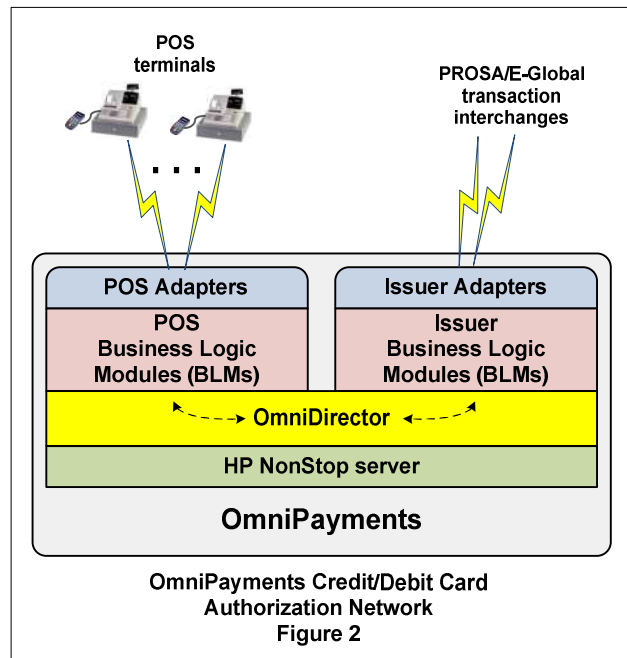 POS
terminals
PROSA/E-Global
transaction
interchanges
. . .
POS Adapters
Issuer Adapters
POS
Business Logic
Modules (BLMs)
Issuer
Business Logic
Modules (BLMs)
OmniDirector
HP NonStop server
OmniPayments
OmniPayments Credit/Debit Card
Authorization Network
Figure 2